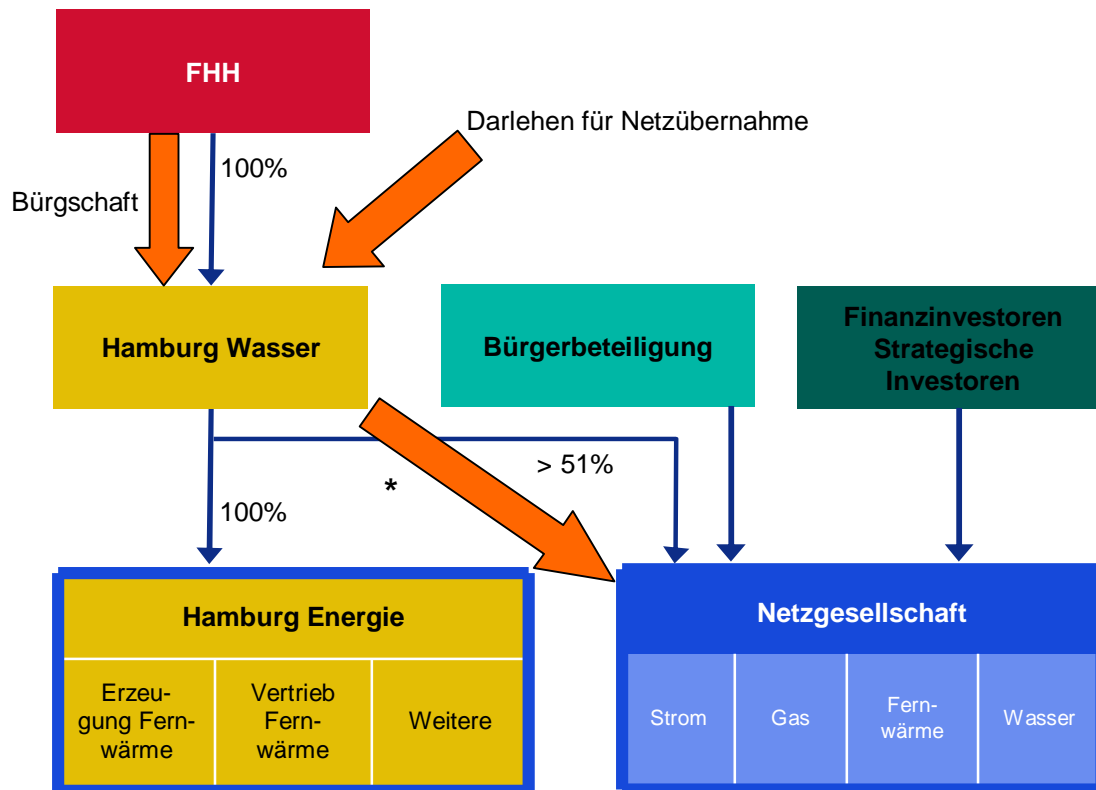 FHH
Darlehen für Netzübernahme
100%
Bürgschaft
Hamburg Wasser
Bürgerbeteiligung
Finanzinvestoren
Strategische
Investoren
> 51%
*
100%
Hamburg Energie
Netzgesellschaft
Erzeu-
gung Fern-
wärme
Vertrieb
Fern-
wärme
Weitere
Strom
Gas
Fern-
wärme
Wasser